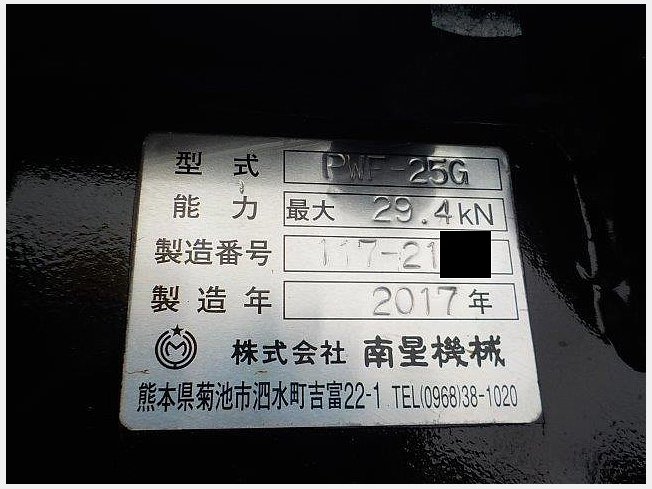 型式 PWF-25G
能力 最大 29.4kN
製造番号 117-21
製造年 2017年
株式会社 南星機械
熊本県菊池市泗水町吉富22-1 TEL(0968)38-1020